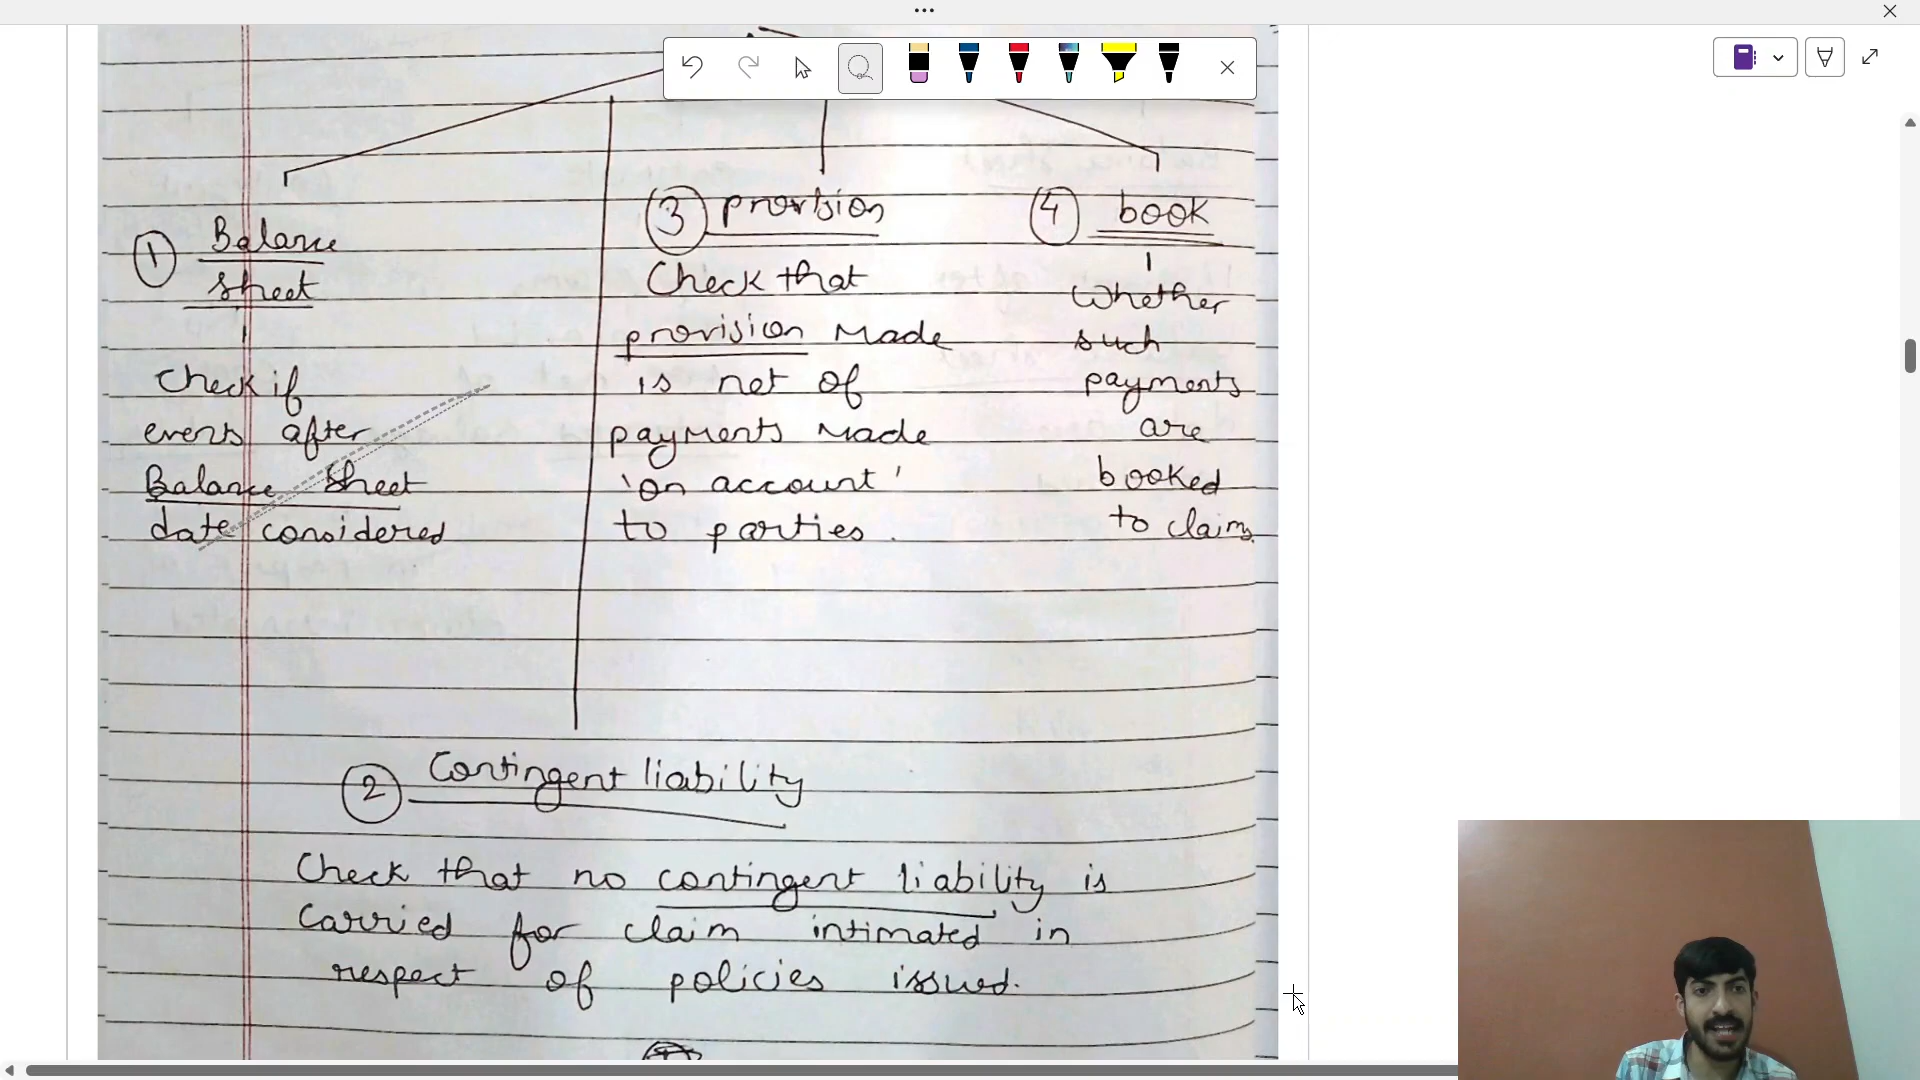 1 Balance
sheet
Check if
events after
Balance Sheet
date considered
3 provision
Check that
provision Made
is net of
payments Made
'on account'
to parties.
4 book
Whether
such
payments
are
booked
to claims.
2 Contingent liability
Check that no contingent liability is
carried for claim intimated in
respect of policies issued.